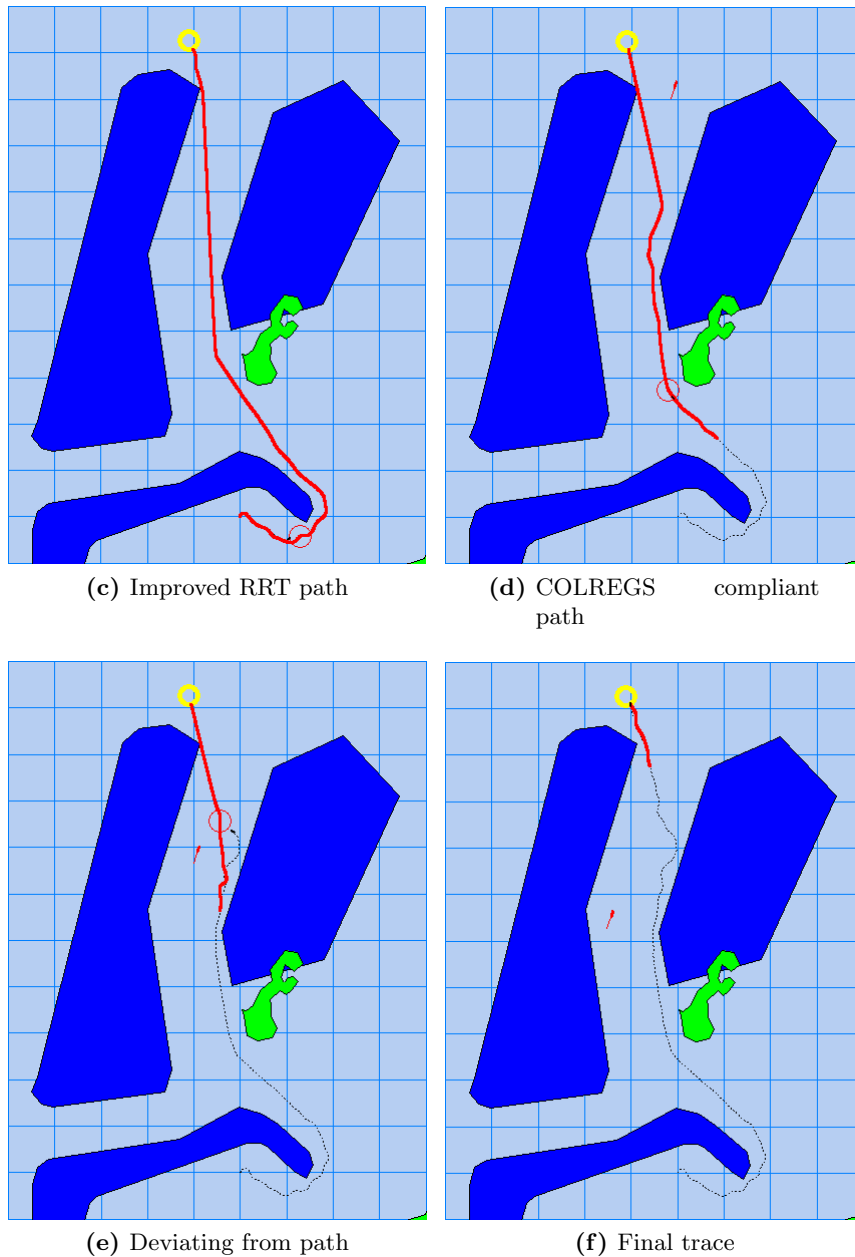 (c) Improved RRT path
(d) COLREGS compliant
path
(e) Deviating from path
(f) Final trace